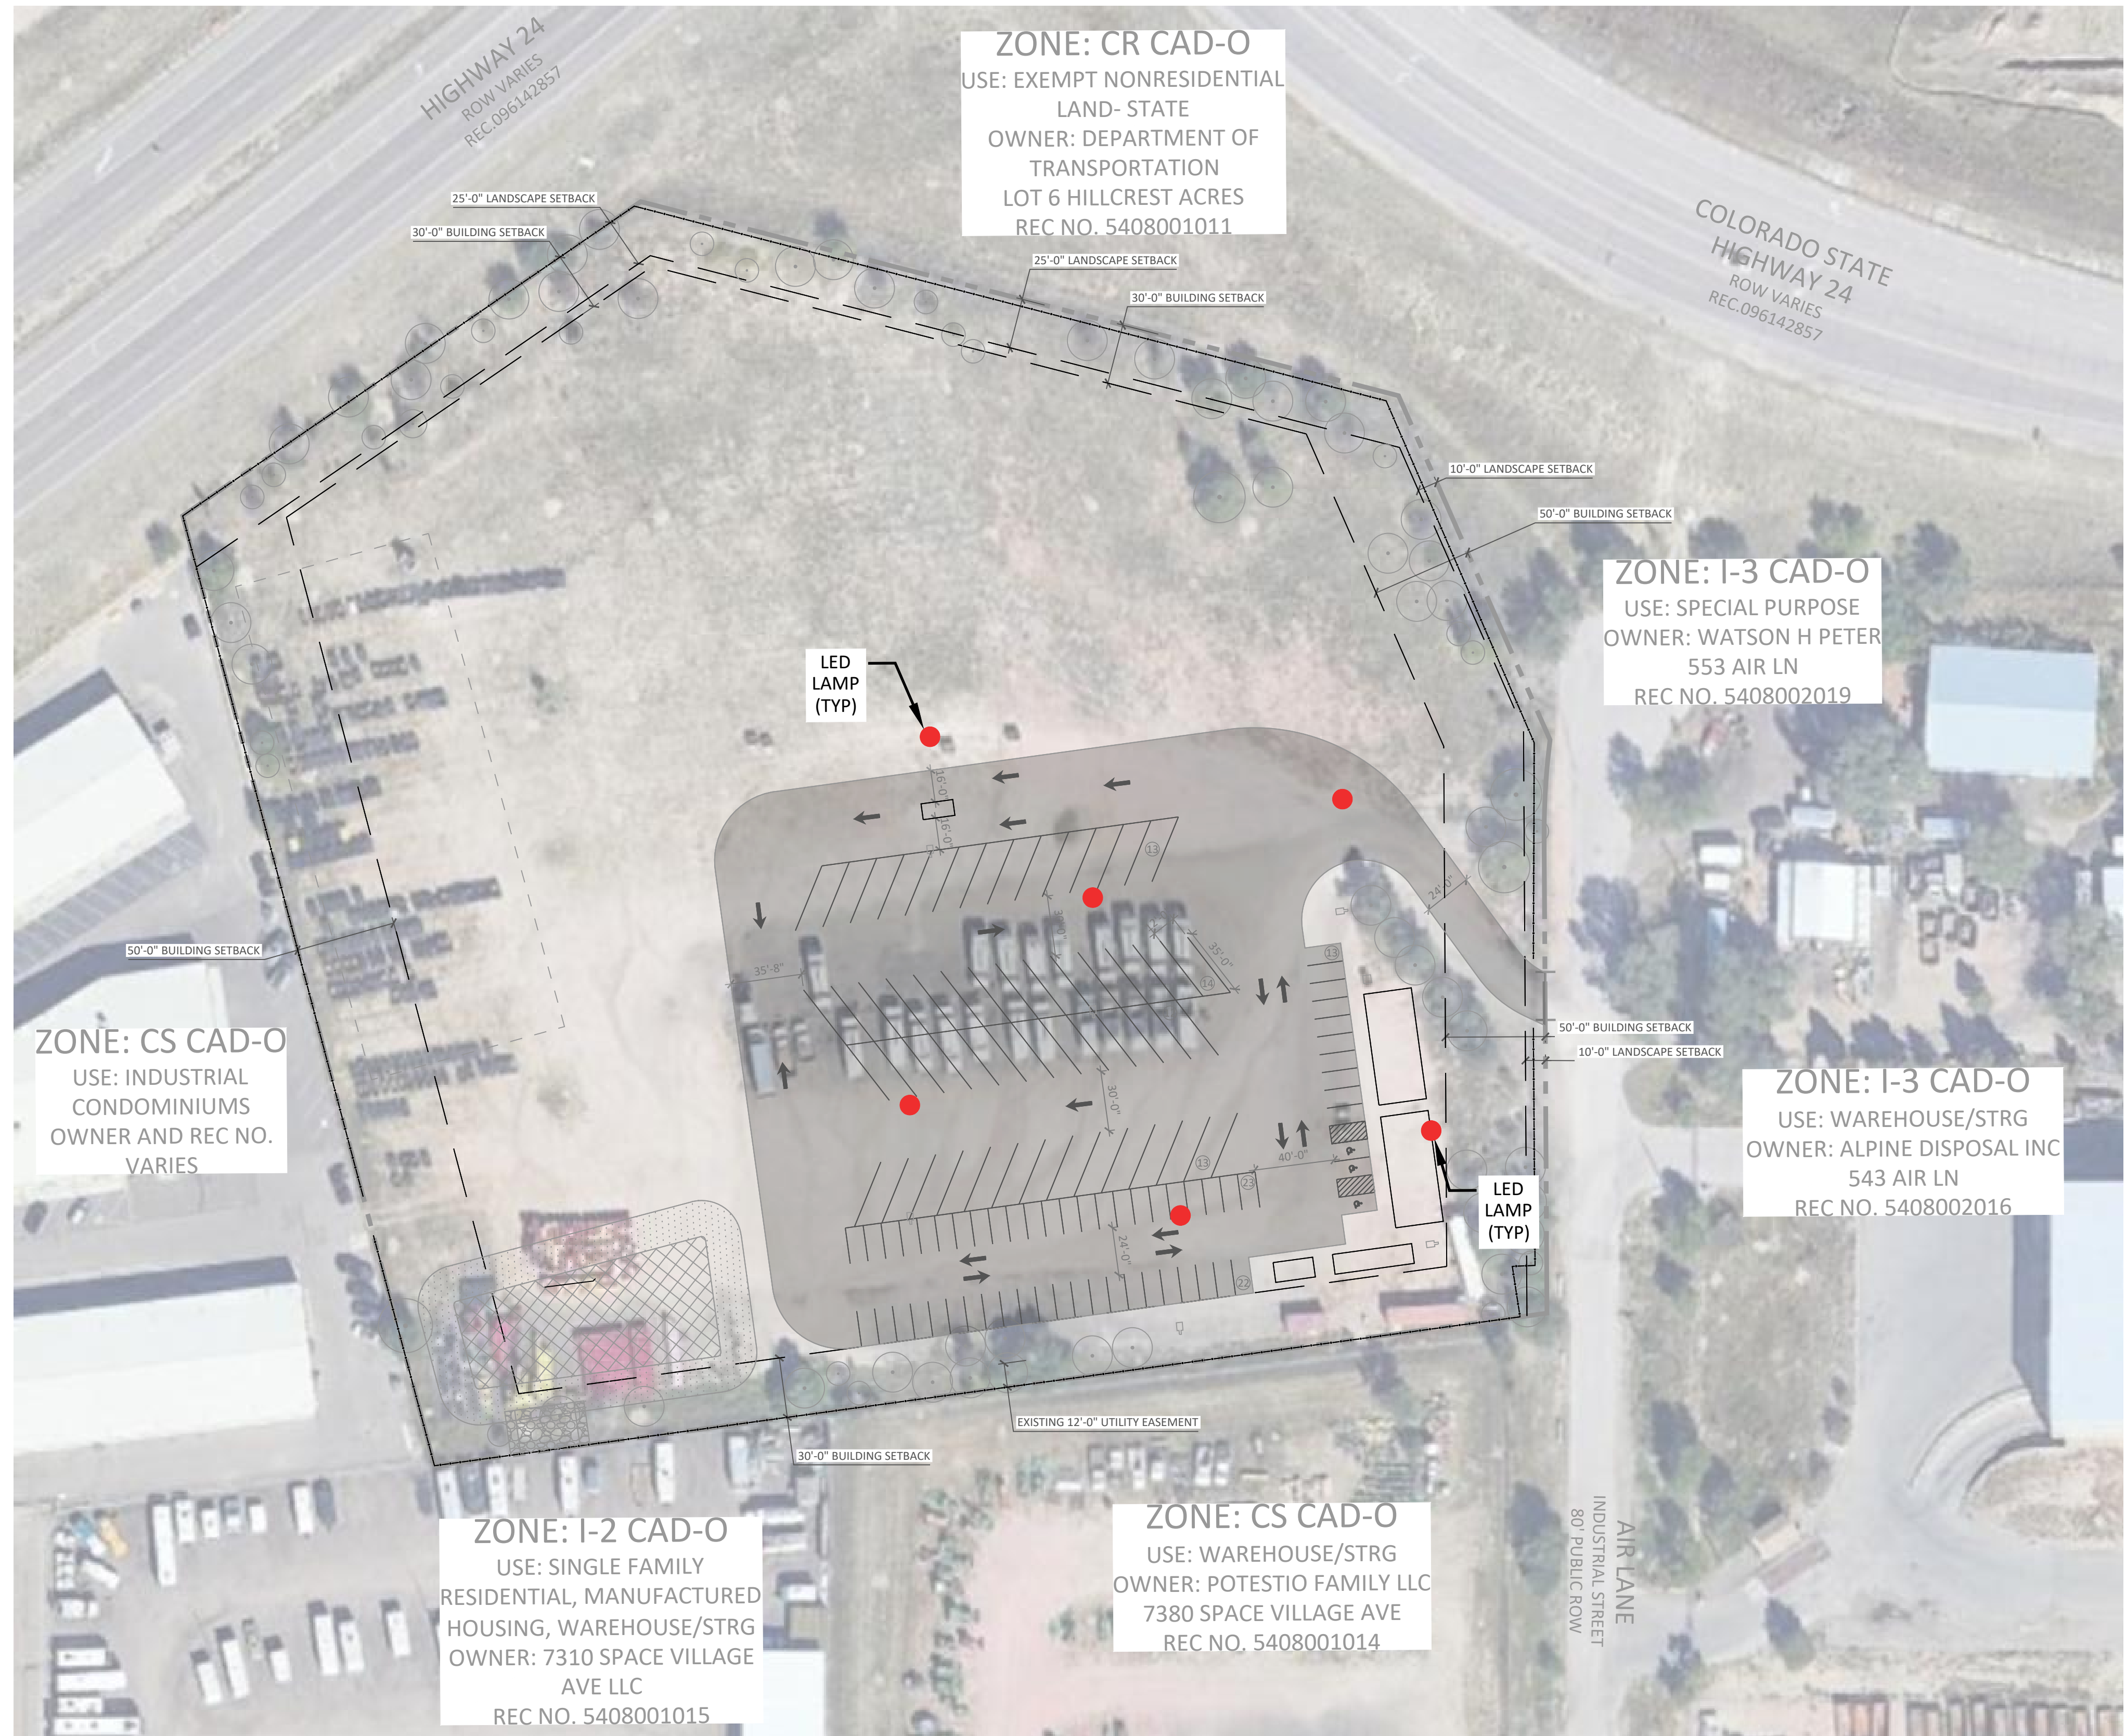 HIGHWAY 24
ROW VARIES
REC.096142857
ZONE: CR CAD-O
USE: EXEMPT NONRESIDENTIAL
LAND- STATE
OWNER: DEPARTMENT OF
TRANSPORTATION
LOT 6 HILLCREST ACRES
REC NO. 5408001011
COLORADO STATE
HIGHWAY 24
ROW VARIES
REC.096142857
25'-0" LANDSCAPE SETBACK
30'-0" BUILDING SETBACK
25'-0" LANDSCAPE SETBACK
30'-0" BUILDING SETBACK
10'-0" LANDSCAPE SETBACK
50'-0" BUILDING SETBACK
ZONE: I-3 CAD-O
USE: SPECIAL PURPOSE
OWNER: WATSON H PETER
553 AIR LN
REC NO. 5408002019
LED
LAMP
(TYP)
16'-0"
16'-0"
13
24'-0"
30'-0"
35'-0"
35'-8"
13
14
50'-0" BUILDING SETBACK
ZONE: CS CAD-O
USE: INDUSTRIAL
CONDOMINIUMS
OWNER AND REC NO.
VARIES
50'-0" BUILDING SETBACK
10'-0" LANDSCAPE SETBACK
ZONE: I-3 CAD-O
USE: WAREHOUSE/STRG
OWNER: ALPINE DISPOSAL INC
543 AIR LN
REC NO. 5408002016
30'-0"
40'-0"
13
23
LED
LAMP
(TYP)
24'-0"
22
EXISTING 12'-0" UTILITY EASEMENT
30'-0" BUILDING SETBACK
ZONE: I-2 CAD-O
USE: SINGLE FAMILY
RESIDENTIAL, MANUFACTURED
HOUSING, WAREHOUSE/STRG
OWNER: 7310 SPACE VILLAGE
AVE LLC
REC NO. 5408001015
ZONE: CS CAD-O
USE: WAREHOUSE/STRG
OWNER: POTESTIO FAMILY LLC
7380 SPACE VILLAGE AVE
REC NO. 5408001014
AIR LANE
INDUSTRIAL STREET
80' PUBLIC ROW